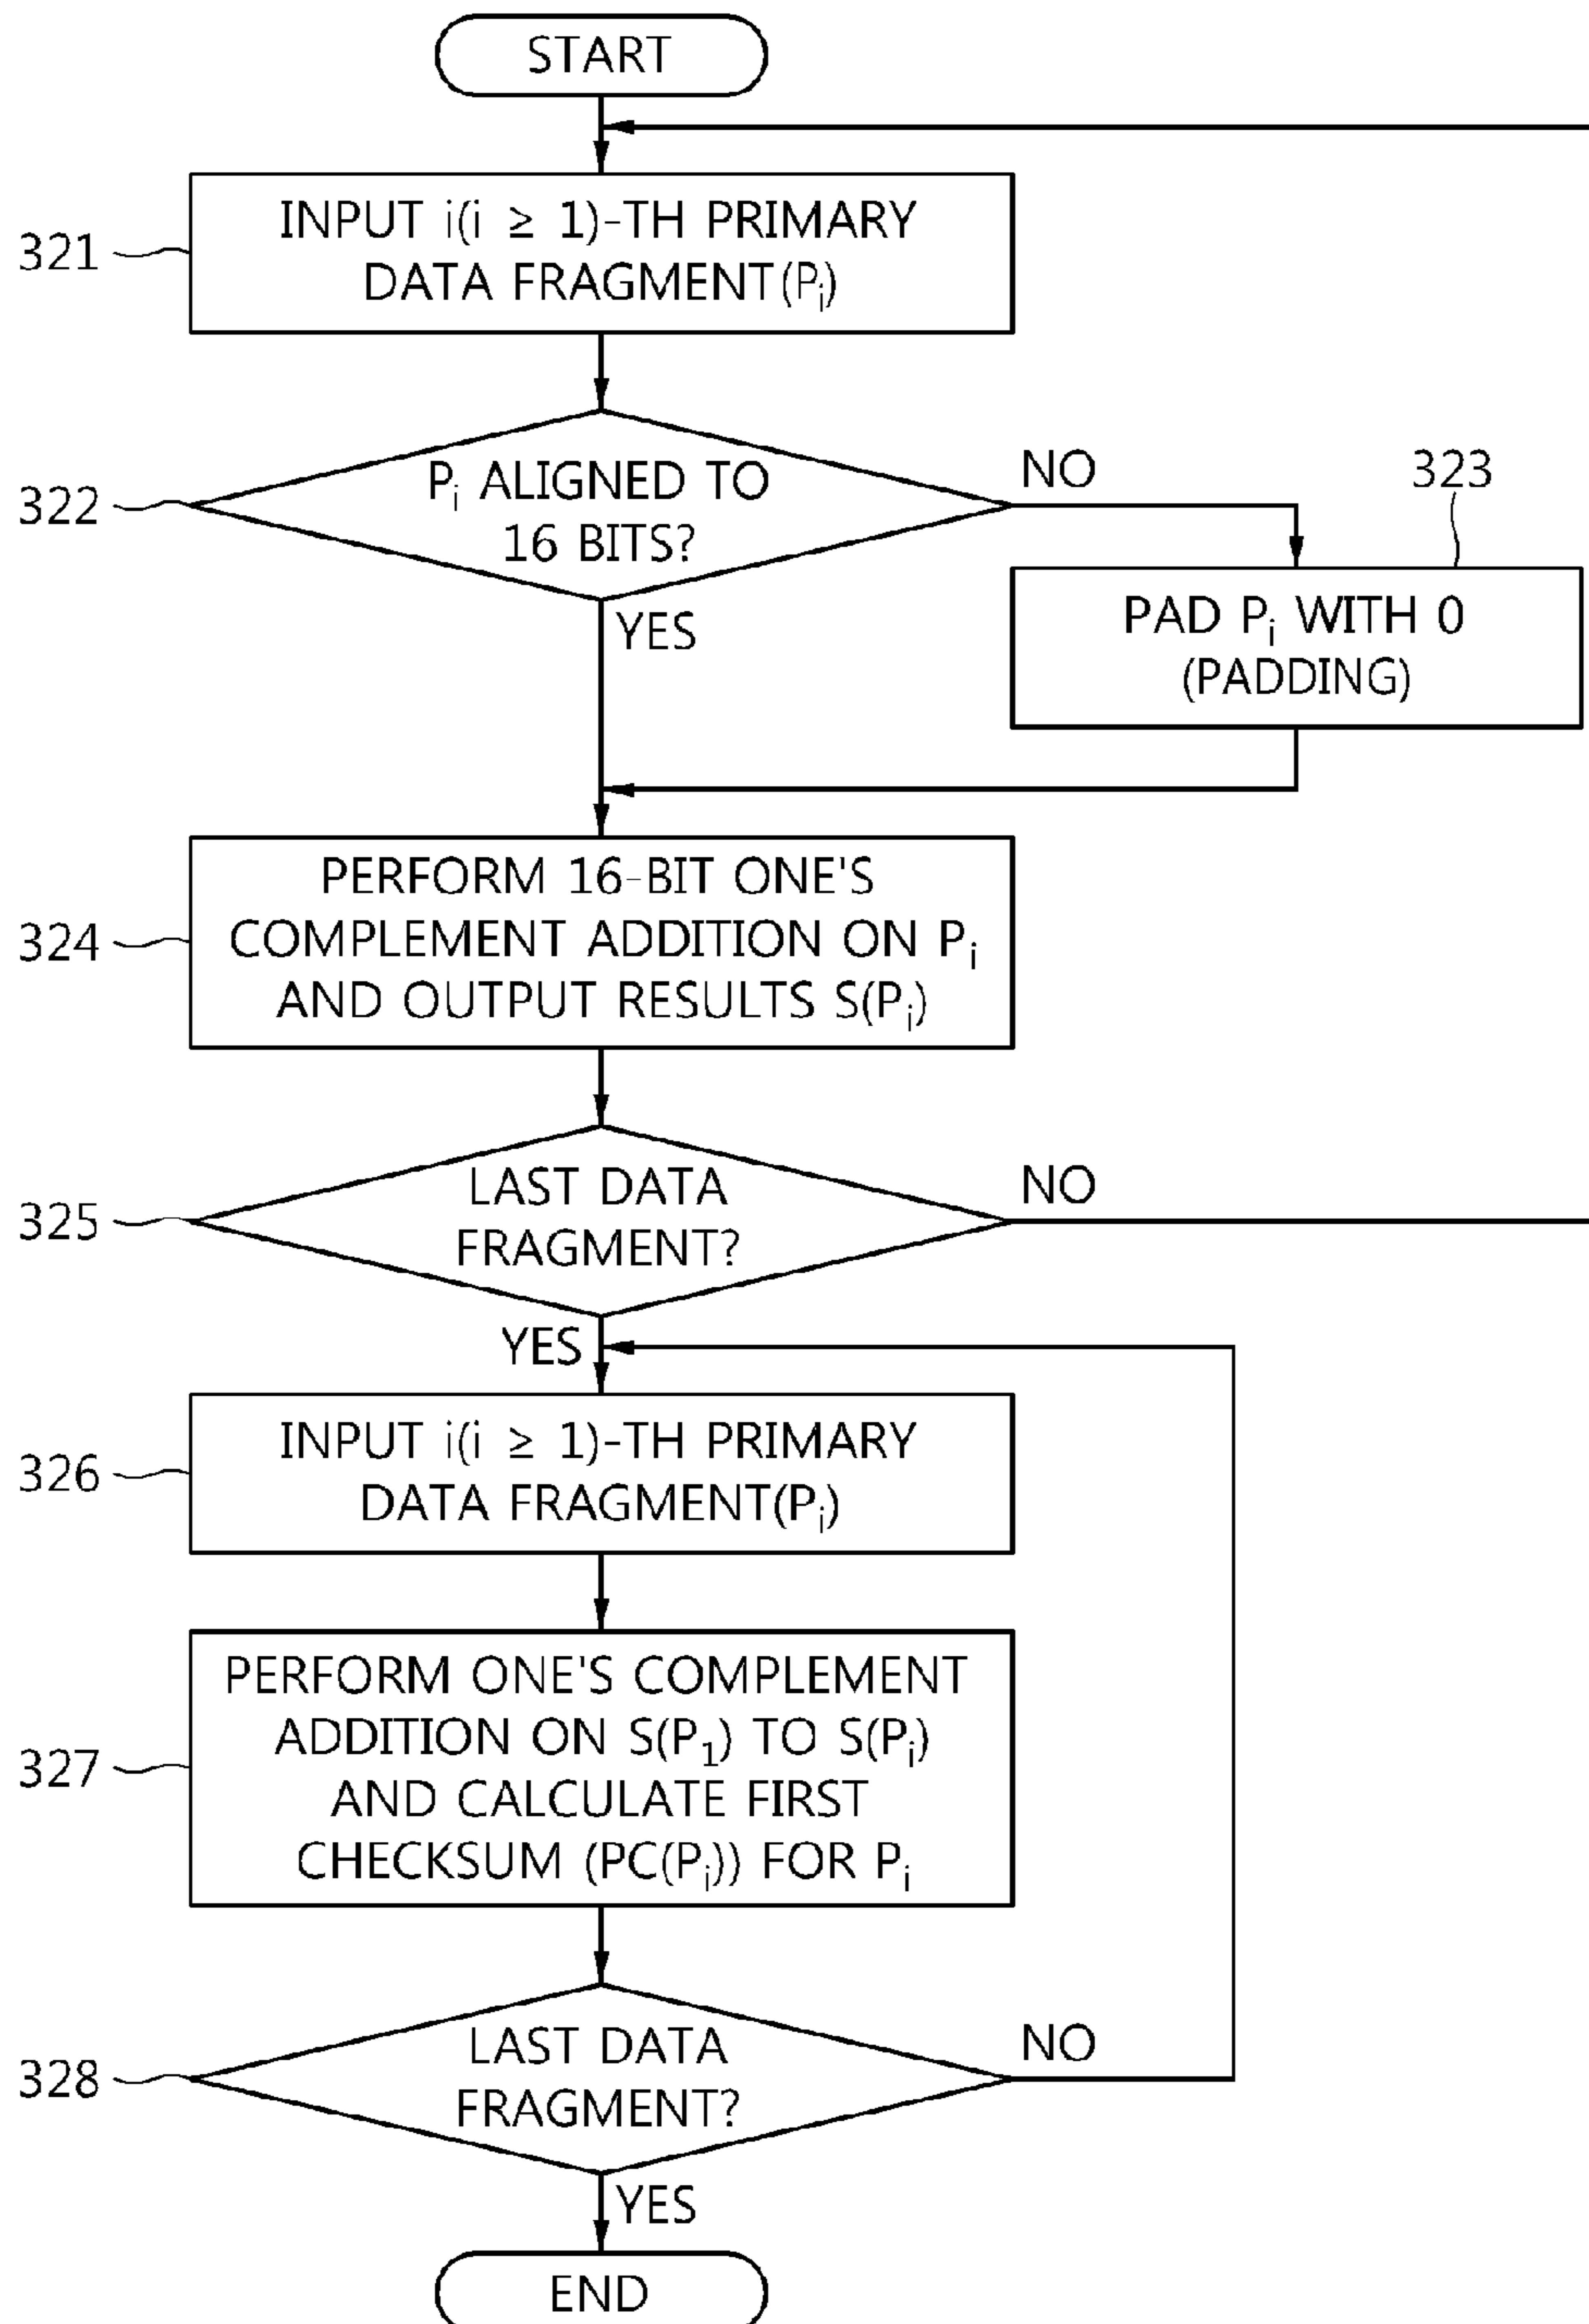 START
321
INPUT i(i ≥ 1)-TH PRIMARY
DATA FRAGMENT(Pi)
322
Pi ALIGNED TO
16 BITS?
NO
YES
323
PAD Pi WITH 0
(PADDING)
324
PERFORM 16-BIT ONE'S
COMPLEMENT ADDITION ON Pi
AND OUTPUT RESULTS S(Pi)
325
LAST DATA
FRAGMENT?
NO
YES
326
INPUT i(i ≥ 1)-TH PRIMARY
DATA FRAGMENT(Pi)
327
PERFORM ONE'S COMPLEMENT
ADDITION ON S(P1) TO S(Pi)
AND CALCULATE FIRST
CHECKSUM (PC(Pi)) FOR Pi
328
LAST DATA
FRAGMENT?
NO
YES
END